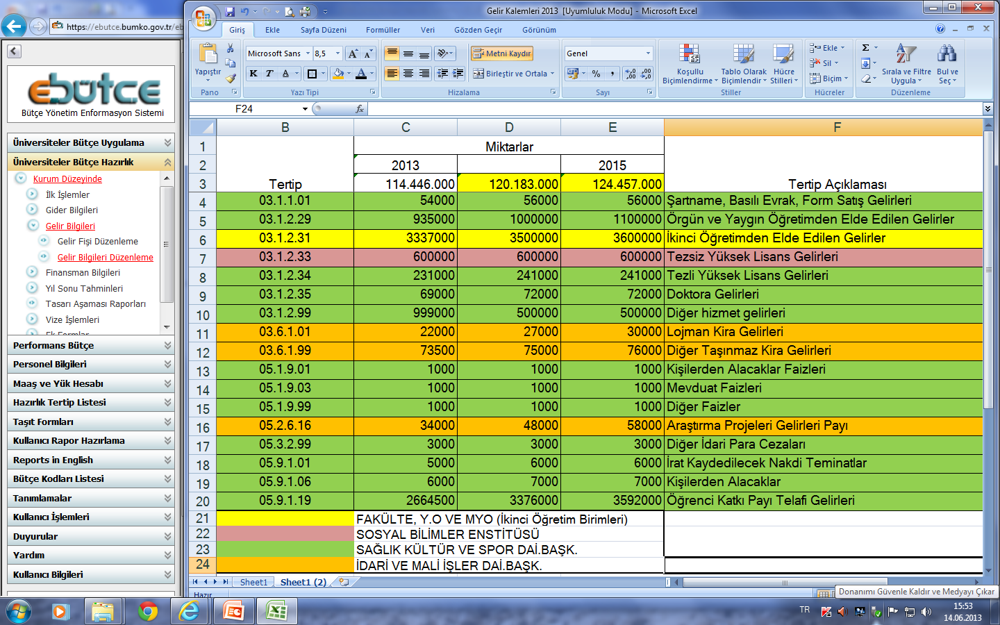 Gelir Kalemleri 2013 [Uyumluluk Modu] - Microsoft Excel
https://ebutce.bumko.gov.tr/eb
Giriş Ekle Sayfa Düzeni Formüller Veri Gözden Geçir Görünüm
Yapıştır
Pano
Microsoft Sans 8,5
K T A
Yazı Tipi
Metni Kaydır
Birleştir ve Ortala
Hizalama
Genel
%
Sayı
Koşullu Biçimlendirme
Tablo Olarak Biçimlendir
Hücre Stilleri
Stiller
Ekle
Sil
Biçim
Hücreler
Sırala ve Filtre Uygula
Bul ve Seç
Düzenleme
F24 fx
ebütçe
Bütçe Yönetim Enformasyon Sistemi
Üniversiteler Bütçe Uygulama
Üniversiteler Bütçe Hazırlık
Kurum Düzeyinde
İlk İşlemler
Gider Bilgileri
Gelir Bilgileri
Gelir Fişi Düzenleme
Gelir Bilgileri Düzenleme
Finansman Bilgileri
Yıl Sonu Tahminleri
Tasarı Aşaması Raporları
Vize İşlemleri
Ek Formlar
Performans Bütçe
Personel Bilgileri
Maaş ve Yük Hesabı
Hazırlık Tertip Listesi
Taşıt Formları
Kullanıcı Rapor Hazırlama
Reports in English
Bütçe Kodları Listesi
Tanımlamalar
Kullanıcı İşlemleri
Duyurular
Yardım
Kullanıcı Bilgileri
B C D E F
1 Miktarlar
2 2013 2015
3 Tertip 114.446.000 120.183.000 124.457.000 Tertip Açıklaması
4 03.1.1.01 54000 56000 56000 Şartname, Basılı Evrak, Form Satış Gelirleri
5 03.1.2.29 935000 1000000 1100000 Örgün ve Yaygın Öğretimden Elde Edilen Gelirler
6 03.1.2.31 3337000 3500000 3600000 İkinci Öğretimden Elde Edilen Gelirler
7 03.1.2.33 600000 600000 600000 Tezsiz Yüksek Lisans Gelirleri
8 03.1.2.34 231000 241000 241000 Tezli Yüksek Lisans Gelirleri
9 03.1.2.35 69000 72000 72000 Doktora Gelirleri
10 03.1.2.99 999000 500000 500000 Diğer hizmet gelirleri
11 03.6.1.01 22000 27000 30000 Lojman Kira Gelirleri
12 03.6.1.99 73500 75000 76000 Diğer Taşınmaz Kira Gelirleri
13 05.1.9.01 1000 1000 1000 Kişilerden Alacaklar Faizleri
14 05.1.9.03 1000 1000 1000 Mevduat Faizleri
15 05.1.9.99 1000 1000 1000 Diğer Faizler
16 05.2.6.16 34000 48000 58000 Araştırma Projeleri Gelirleri Payı
17 05.3.2.99 3000 3000 3000 Diğer İdari Para Cezaları
18 05.9.1.01 5000 6000 6000 İrat Kaydedilecek Nakdi Teminatlar
19 05.9.1.06 6000 7000 7000 Kişilerden Alacaklar
20 05.9.1.19 2664500 3376000 3592000 Öğrenci Katkı Payı Telafi Gelirleri
21 FAKÜLTE, Y.O VE MYO (İkinci Öğretim Birimleri)
22 SOSYAL BİLİMLER ENSTİTÜSÜ
23 SAĞLIK KÜLTÜR VE SPOR DAİ.BAŞK.
24 İDARİ VE MALİ İŞLER DAİ.BAŞK.
Sheet1 Sheet1 (2)
Hazır
Donanımı Güvenle Kaldır ve Medyayı Çıkar
TR
15:53
14.06.2013